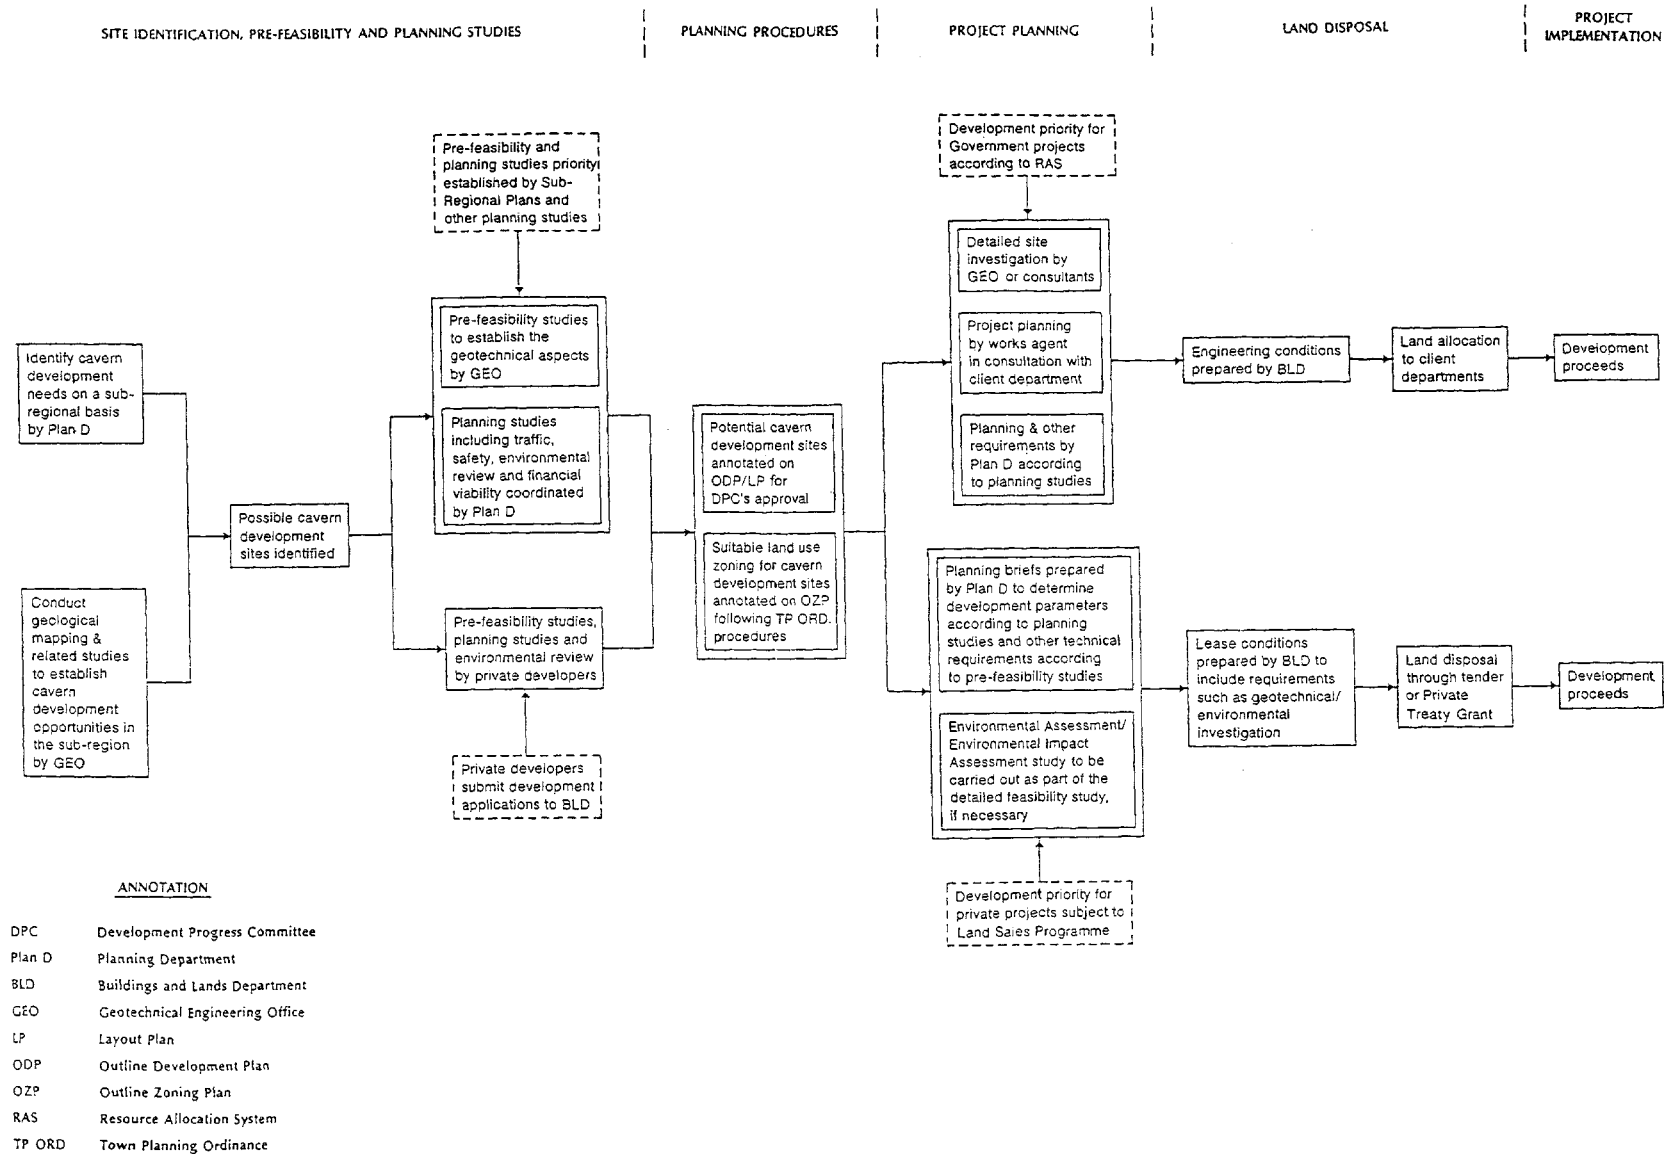 SITE IDENTIFICATION, PRE-FEASIBILITY AND PLANNING STUDIES
PLANNING PROCEDURES
PROJECT PLANNING
LAND DISPOSAL
PROJECT
IMPLEMENTATION
Identify cavern
development
needs on a sub-
regional basis
by Plan D
Conduct
geological
mapping &
related studies
to establish
cavern
development
opportunities in
the sub-region
by GEO
Possible cavern
development
sites identified
Pre-feasibility and
planning studies priority
established by Sub-
Regional Plans and
other planning studies
Pre-feasibility studies
to establish the
geotechnical aspects
by GEO
Planning studies
including traffic,
safety, environmental
review and financial
viability coordinated
by Plan D
Pre-feasibility studies,
planning studies and
environmental review
by private developers
Private developers
submit development
applications to BLD
Potential cavern
development sites
annotated on
ODP/LP for
DPC's approval
Suitable land use
zoning for cavern
development sites
annotated on OZP
following TP ORD.
procedures
Development priority for
Government projects
according to RAS
Detailed site
investigation by
GEO or consultants
Project planning
by works agent
in consultation with
client department
Planning & other
requirements by
Plan D according
to planning studies
Planning briefs prepared
by Plan D to determine
development parameters
according to planning
studies and other technical
requirements according
to pre-feasibility studies
Environmental Assessment/
Environmental Impact
Assessment study to be
carried out as part of the
detailed feasibility study,
if necessary
Development priority for
private projects subject to
Land Sales Programme
Engineering conditions
prepared by BLD
Land allocation
to client
departments
Development
proceeds
Lease conditions
prepared by BLD to
include requirements
such as geotechnical/
environmental
investigation
Land disposal
through tender
or Private
Treaty Grant
Development
proceeds
ANNOTATION
DPC Development Progress Committee
Plan D Planning Department
BLD Buildings and Lands Department
GEO Geotechnical Engineering Office
LP Layout Plan
ODP Outline Development Plan
OZP Outline Zoning Plan
RAS Resource Allocation System
TP ORD Town Planning Ordinance